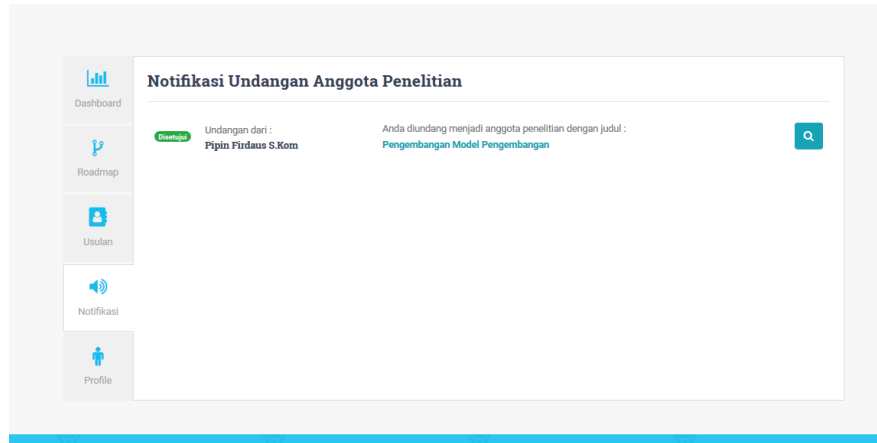 Dashboard
Roadmap
Usulan
Notifikasi
Profile
Notifikasi Undangan Anggota Penelitian
Disetujui
Undangan dari :
Pipin Firdaus S.Kom
Anda diundang menjadi anggota penelitian dengan judul :
Pengembangan Model Pengembangan